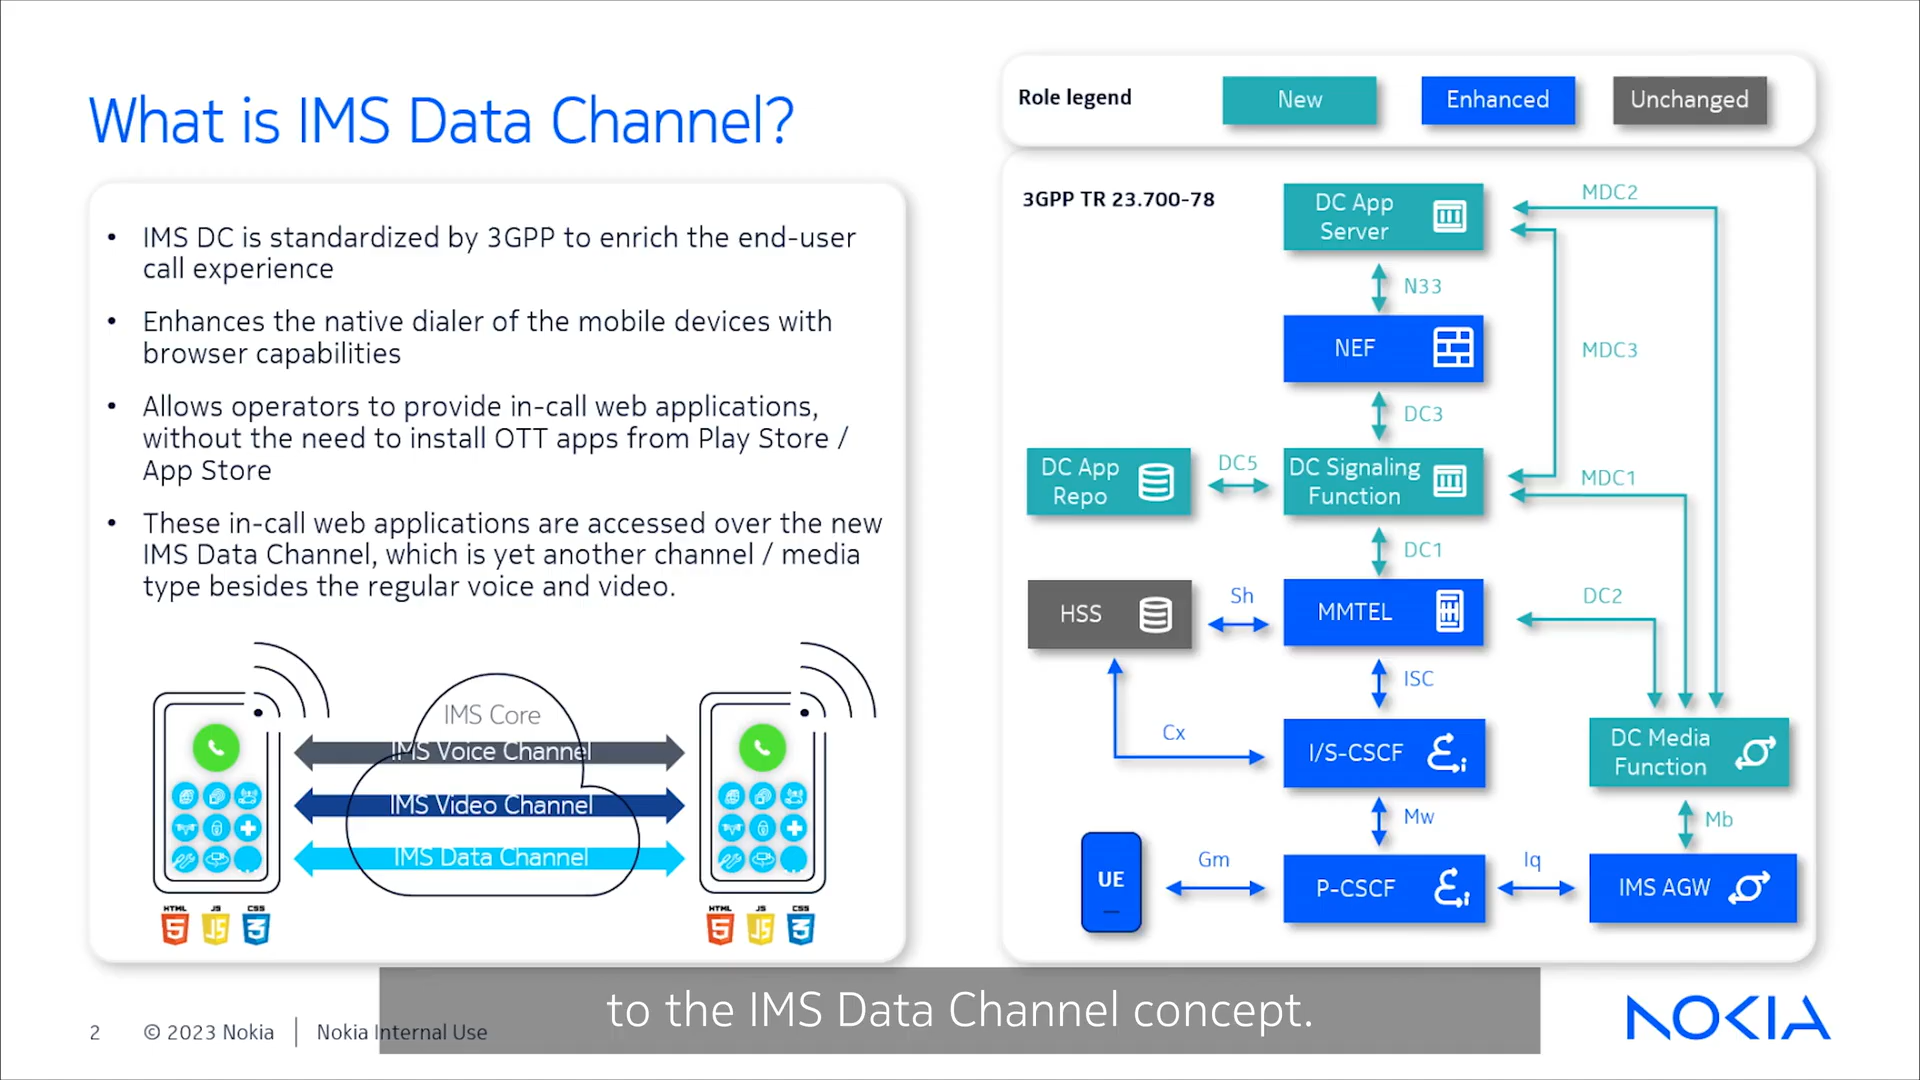 What is IMS Data Channel?
• IMS DC is standardized by 3GPP to enrich the end-user
call experience
• Enhances the native dialer of the mobile devices with
browser capabilities
• Allows operators to provide in-call web applications,
without the need to install OTT apps from Play Store /
App Store
• These in-call web applications are accessed over the new
IMS Data Channel, which is yet another channel / media
type besides the regular voice and video.
IMS Core
IMS Voice Channel
IMS Video Channel
IMS Data Channel
HTML JS CSS
5 JS 3
HTML JS CSS
5 JS 3
Role legend
New
Enhanced
Unchanged
3GPP TR 23.700-78
DC App
Server
MDC2
N33
NEF
MDC3
DC3
DC App
Repo
DC5
DC Signaling
Function
MDC1
DC1
HSS
Sh
MMTEL
DC2
ISC
Cx
I/S-CSCF
DC Media
Function
Mw
Mb
UE
Gm
P-CSCF
Iq
IMS AGW
to the IMS Data Channel concept.
2
© 2023 Nokia
Nokia Internal Use
NOKIA